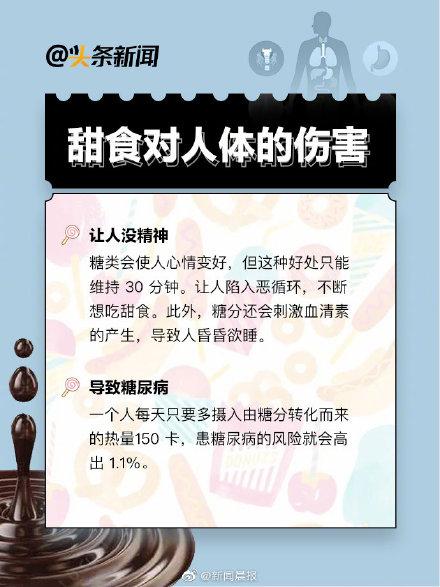 @头条新闻
甜食对人体的伤害
让人没精神
糖类会使人心情变好，但这种好处只能
维持 30 分钟。让人陷入恶循环，不断
想吃甜食。此外，糖分还会刺激血清素
的产生，导致人昏昏欲睡。
导致糖尿病
一个人每天只要多摄入由糖分转化而来
的热量150 卡，患糖尿病的风险就会高
出 1.1%。
DONUTS
@新闻晨报